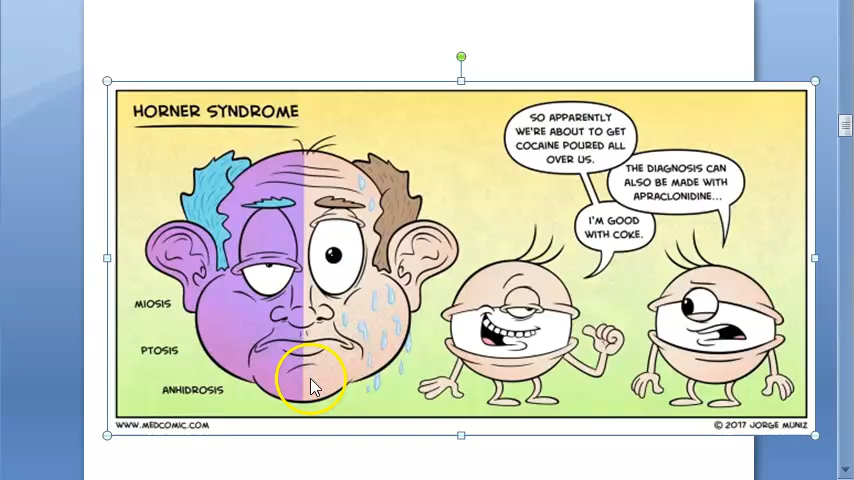 HORNER SYNDROME
SO APPARENTLY
WE'RE ABOUT TO GET
COCAINE POURED ALL
OVER US.
THE DIAGNOSIS CAN
ALSO BE MADE WITH
APRACLONIDINE...
I'M GOOD
WITH COKE.
MIOSIS
PTOSIS
ANHIDROSIS
WWW.MEDCOMIC.COM
© 2017 JORGE MUNIZ